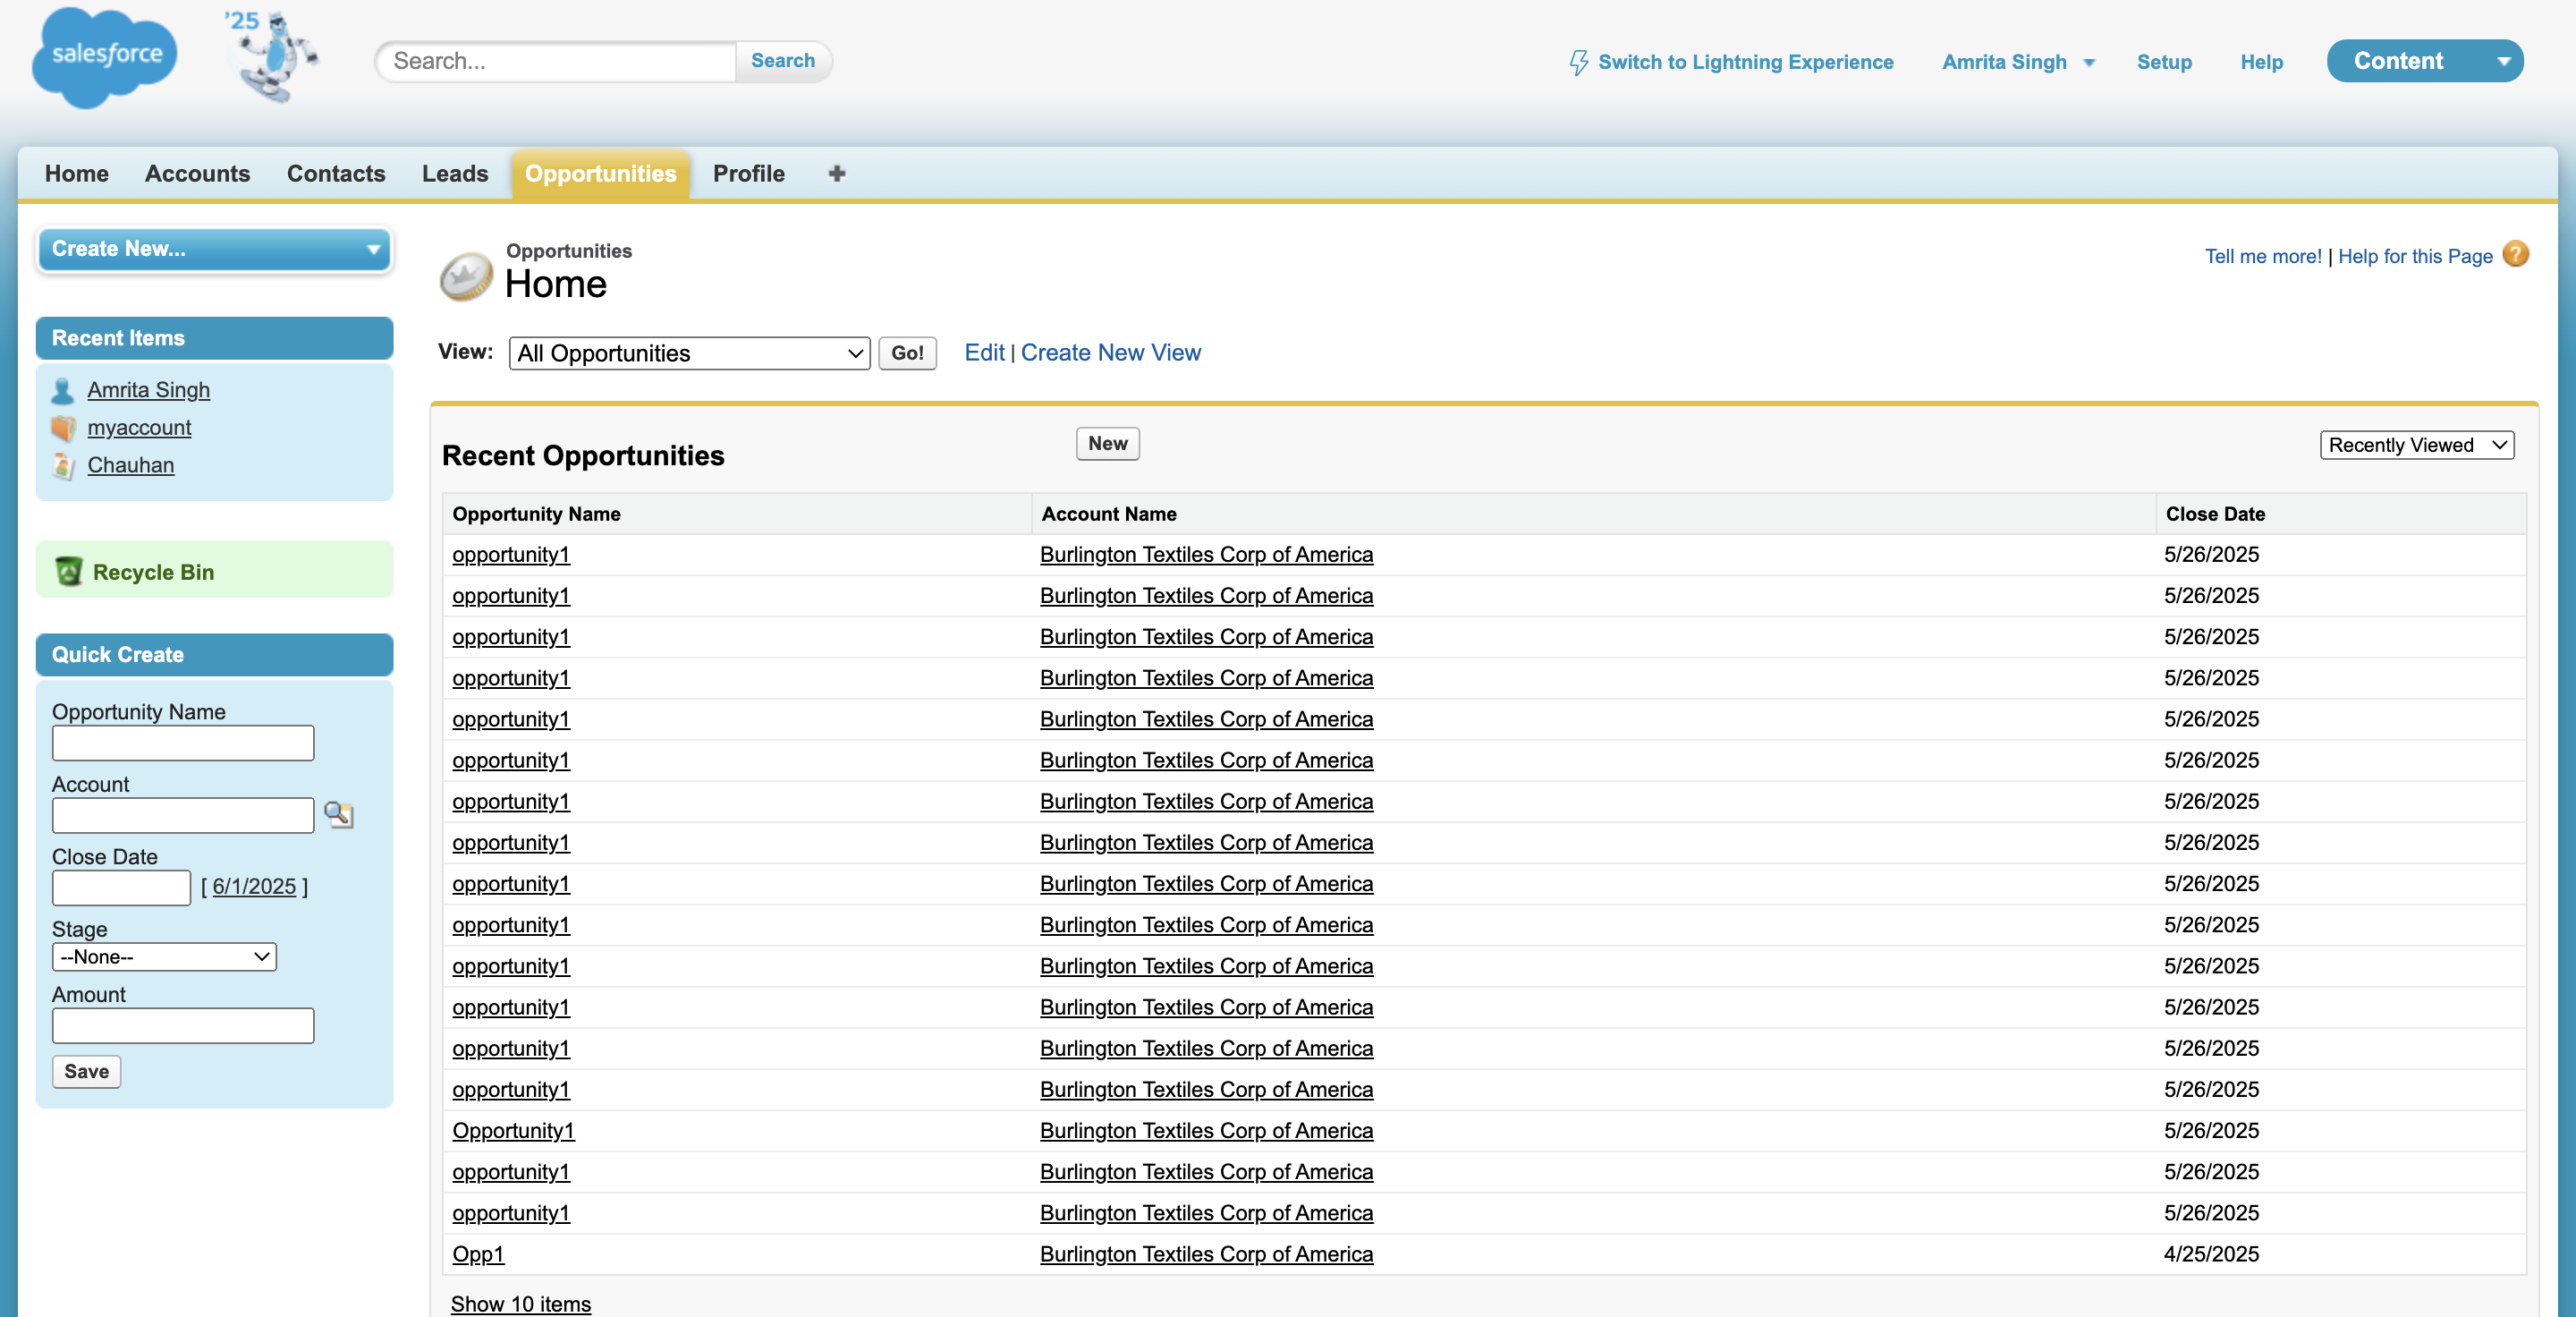 salesforce
'25
Search...
Search
Switch to Lightning Experience
Amrita Singh
Setup
Help
Content
Home
Accounts
Contacts
Leads
Opportunities
Profile
Create New...
Recent Items
Amrita Singh
myaccount
Chauhan
Recycle Bin
Quick Create
Opportunity Name
Account
Close Date
[ 6/1/2025 ]
Stage
--None--
Amount
Save
Opportunities
Home
Tell me more! | Help for this Page
View: All Opportunities Go! Edit | Create New View
Recent Opportunities New Recently Viewed
Opportunity Name Account Name Close Date
opportunity1 Burlington Textiles Corp of America 5/26/2025
opportunity1 Burlington Textiles Corp of America 5/26/2025
opportunity1 Burlington Textiles Corp of America 5/26/2025
opportunity1 Burlington Textiles Corp of America 5/26/2025
opportunity1 Burlington Textiles Corp of America 5/26/2025
opportunity1 Burlington Textiles Corp of America 5/26/2025
opportunity1 Burlington Textiles Corp of America 5/26/2025
opportunity1 Burlington Textiles Corp of America 5/26/2025
opportunity1 Burlington Textiles Corp of America 5/26/2025
opportunity1 Burlington Textiles Corp of America 5/26/2025
opportunity1 Burlington Textiles Corp of America 5/26/2025
opportunity1 Burlington Textiles Corp of America 5/26/2025
opportunity1 Burlington Textiles Corp of America 5/26/2025
opportunity1 Burlington Textiles Corp of America 5/26/2025
Opportunity1 Burlington Textiles Corp of America 5/26/2025
opportunity1 Burlington Textiles Corp of America 5/26/2025
opportunity1 Burlington Textiles Corp of America 5/26/2025
Opp1 Burlington Textiles Corp of America 4/25/2025
Show 10 items